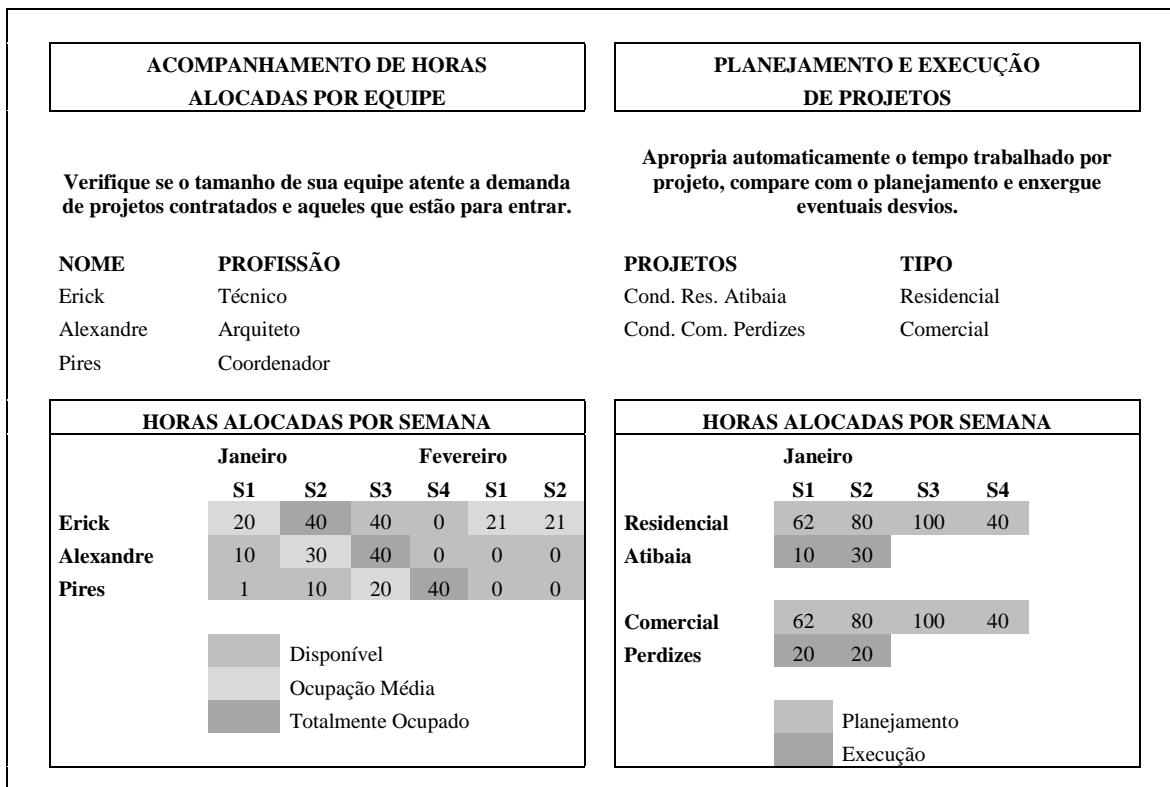 ACOMPANHAMENTO DE HORAS
ALOCADAS POR EQUIPE
Verifique se o tamanho de sua equipe atente a demanda
de projetos contratados e aqueles que estão para entrar.
NOME PROFISSÃO
Erick Técnico
Alexandre Arquiteto
Pires Coordenador
HORAS ALOCADAS POR SEMANA
Janeiro Fevereiro
S1 S2 S3 S4 S1 S2
Erick 20 40 40 0 21 21
Alexandre 10 30 40 0 0 0
Pires 1 10 20 40 0 0
Disponível
Ocupação Média
Totalmente Ocupado
PLANEJAMENTO E EXECUÇÃO
DE PROJETOS
Apropria automaticamente o tempo trabalhado por
projeto, compare com o planejamento e enxergue
eventuais desvios.
PROJETOS TIPO
Cond. Res. Atibaia Residencial
Cond. Com. Perdizes Comercial
HORAS ALOCADAS POR SEMANA
Janeiro
S1 S2 S3 S4
Residencial 62 80 100 40
Atibaia 10 30
Comercial 62 80 100 40
Perdizes 20 20
Planejamento
Execução